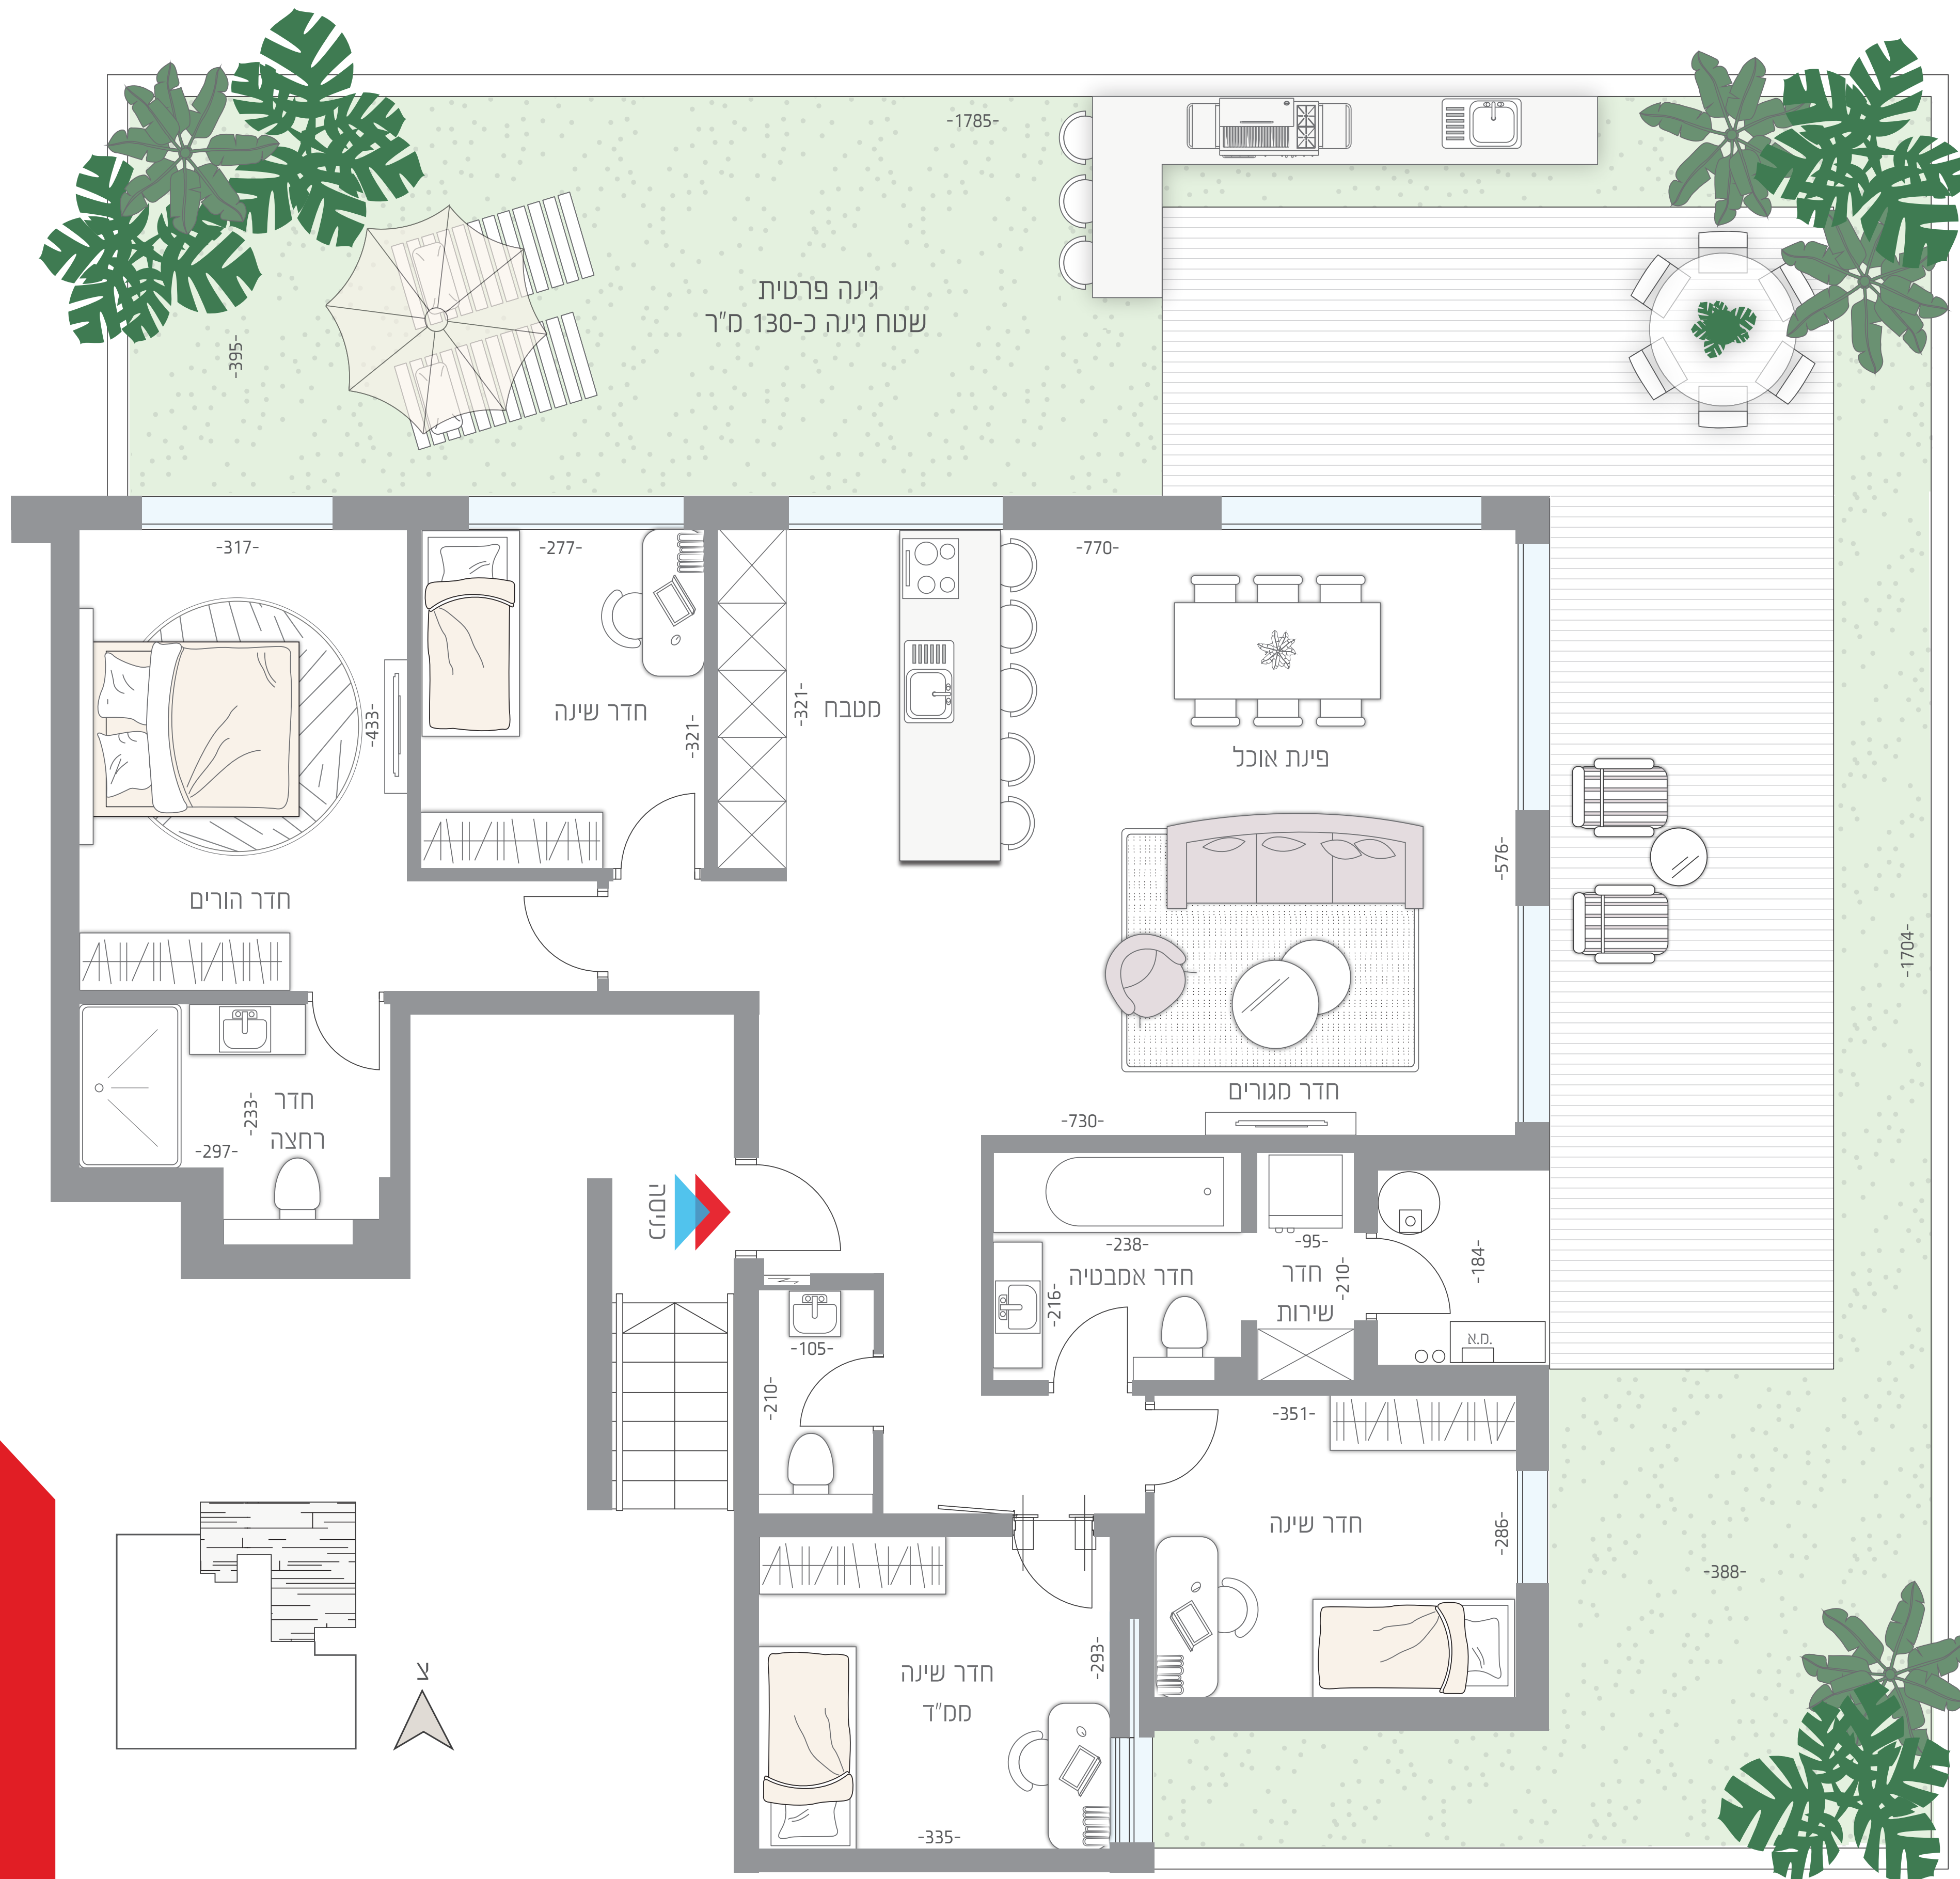 -1785-
גינה פרטית
שטח גינה כ-130 מ"ר
-395-
-317-
-277-
-770-
-433-
חדר שינה
-321-
-321-
מטבח
פינת אוכל
-576-
חדר הורים
-1704-
חדר
רחצה
-233-
-297-
חדר מגורים
-730-
כניסה
-238-
חדר אמבטיה
-216-
-95-
חדר
שירות
-210-
-184-
מ.א.
-105-
-210-
-351-
חדר שינה
-286-
-388-
חדר שינה
ממ"ד
-293-
-335-
צ